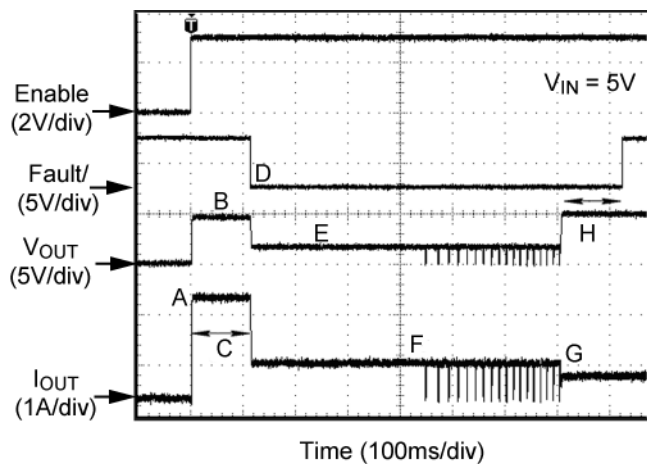 T
V_IN = 5V
Enable
(2V/div)
D
Fault/
(5V/div)
B
H
E
V_OUT
(5V/div)
A
C
F
G
I_OUT
(1A/div)
Time (100ms/div)